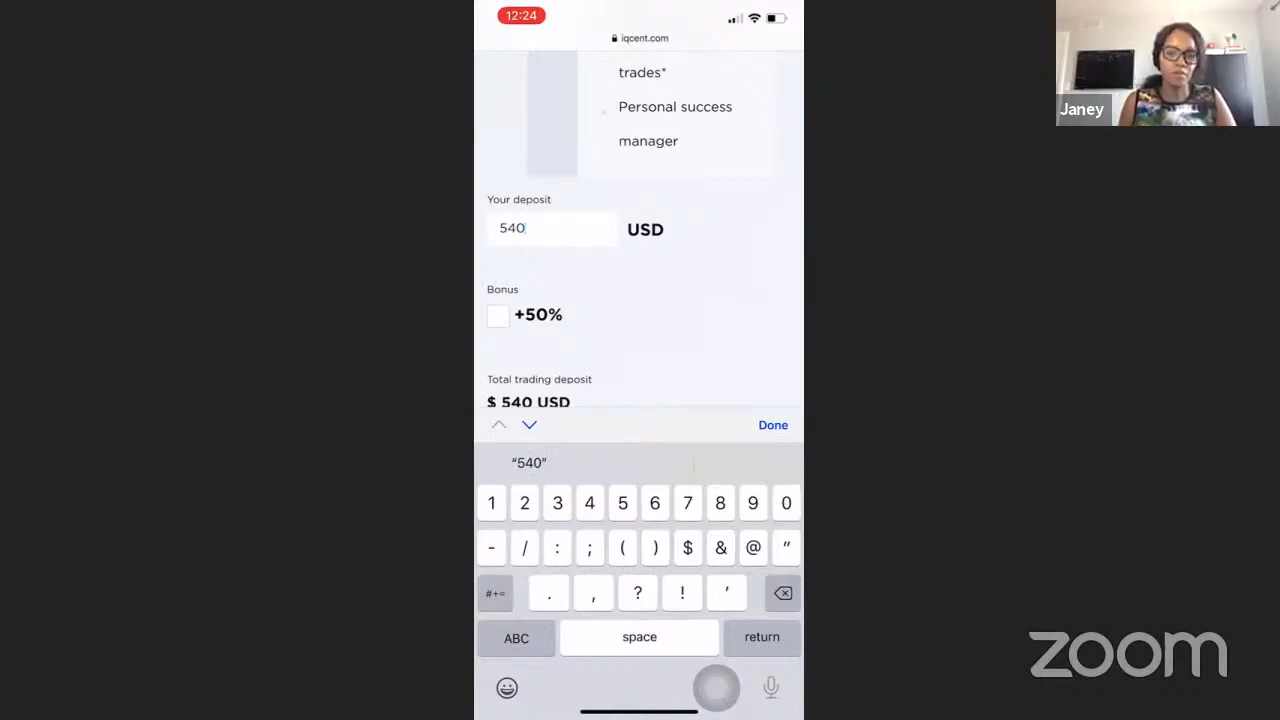 12:24
iqcent.com
trades*
Personal success
manager
Your deposit
540 USD
Bonus
+50%
Total trading deposit
$ 540 USD
Done
“540”
1 2 3 4 5 6 7 8 9 0
- / : ; ( ) $ & @ "
#+= . , ? ! '
ABC space return
Janey
zoom